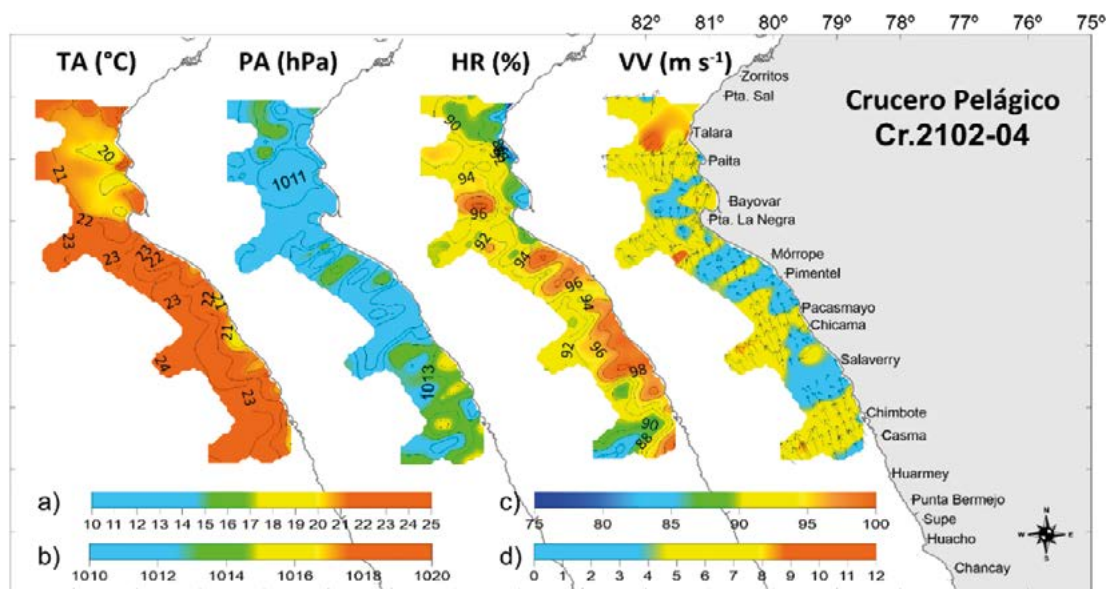 82° 81° 80° 79° 78° 77° 76° 75°
TA (°C) PA (hPa) HR (%) VV (m s⁻¹)
Crucero Pelágico
Cr.2102-04
Zorritos
Pta. Sal
Talara
Paita
Bayovar
Pta. La Negra
Mórrope
Pimentel
Pacasmayo
Chicama
Salaverry
Chimbote
Casma
Huarmey
Punta Bermejo
Supe
Huacho
Chancay
20
21
22
23
23
23
22
23
22
21
21
24
23
1011
1013
90
94
96
92
94
96
94
92
96
98
90
88
a)
10 11 12 13 14 15 16 17 18 19 20 21 22 23 24 25
b)
1010 1012 1014 1016 1018 1020
c)
75 80 85 90 95 100
d)
0 1 2 3 4 5 6 7 8 9 10 11 12
N
W E
S